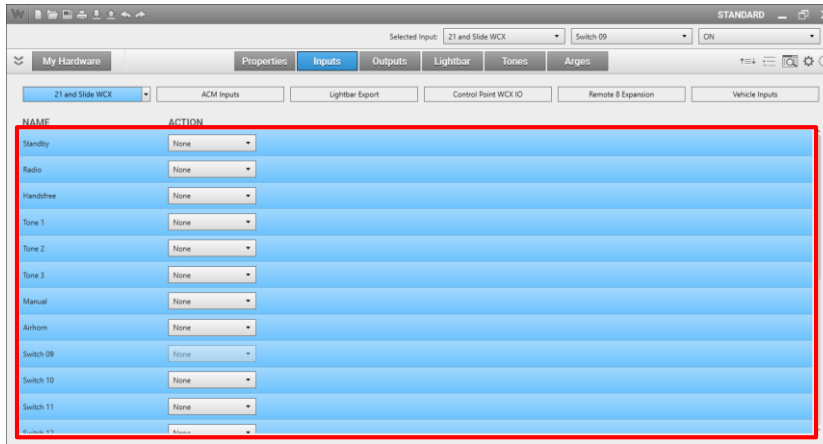 W STANDARD
Selected Input: 21 and Slide WCX Switch 09 ON
My Hardware Properties Inputs Outputs Lightbar Tones Arges
21 and Slide WCX ACM Inputs Lightbar Export Control Point WCX IO Remote 8 Expansion Vehicle Inputs
NAME ACTION
Standby None
Radio None
Handsfree None
Tone 1 None
Tone 2 None
Tone 3 None
Manual None
Airhorn None
Switch 09 None
Switch 10 None
Switch 11 None
Switch 12 None